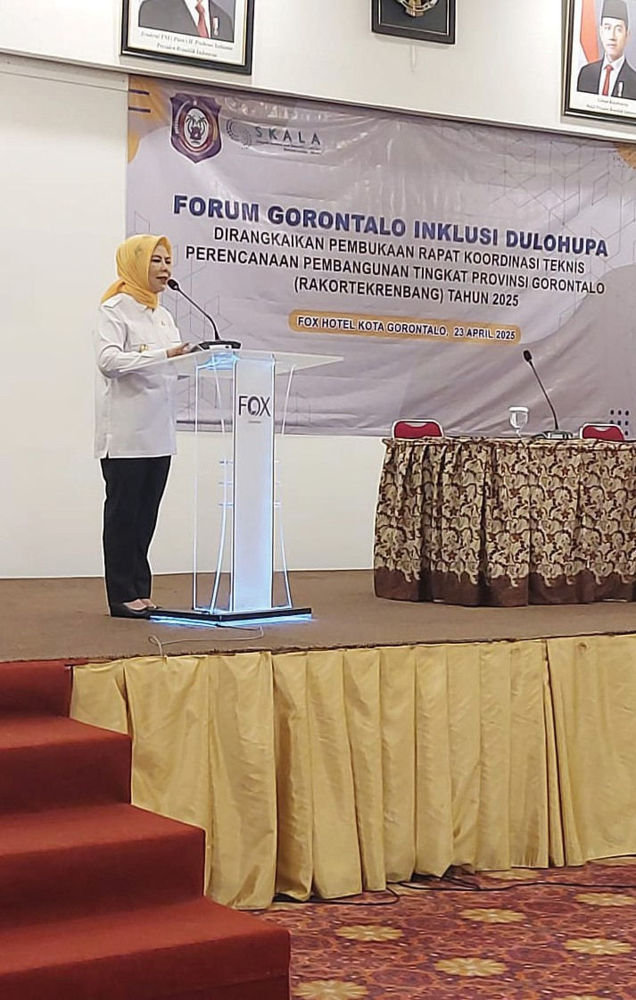 Jenderal TNI (Purn) H. Prabowo Subianto
Presiden Republik Indonesia
SKALA
FORUM GORONTALO INKLUSI DULOHUPA
DIRANGKAIKAN PEMBUKAAN RAPAT KOORDINASI TEKNIS
PERENCANAAN PEMBANGUNAN TINGKAT PROVINSI GORONTALO
(RAKORTEKRENBANG) TAHUN 2025
FOX HOTEL KOTA GORONTALO, 23 APRIL 2025
FOX